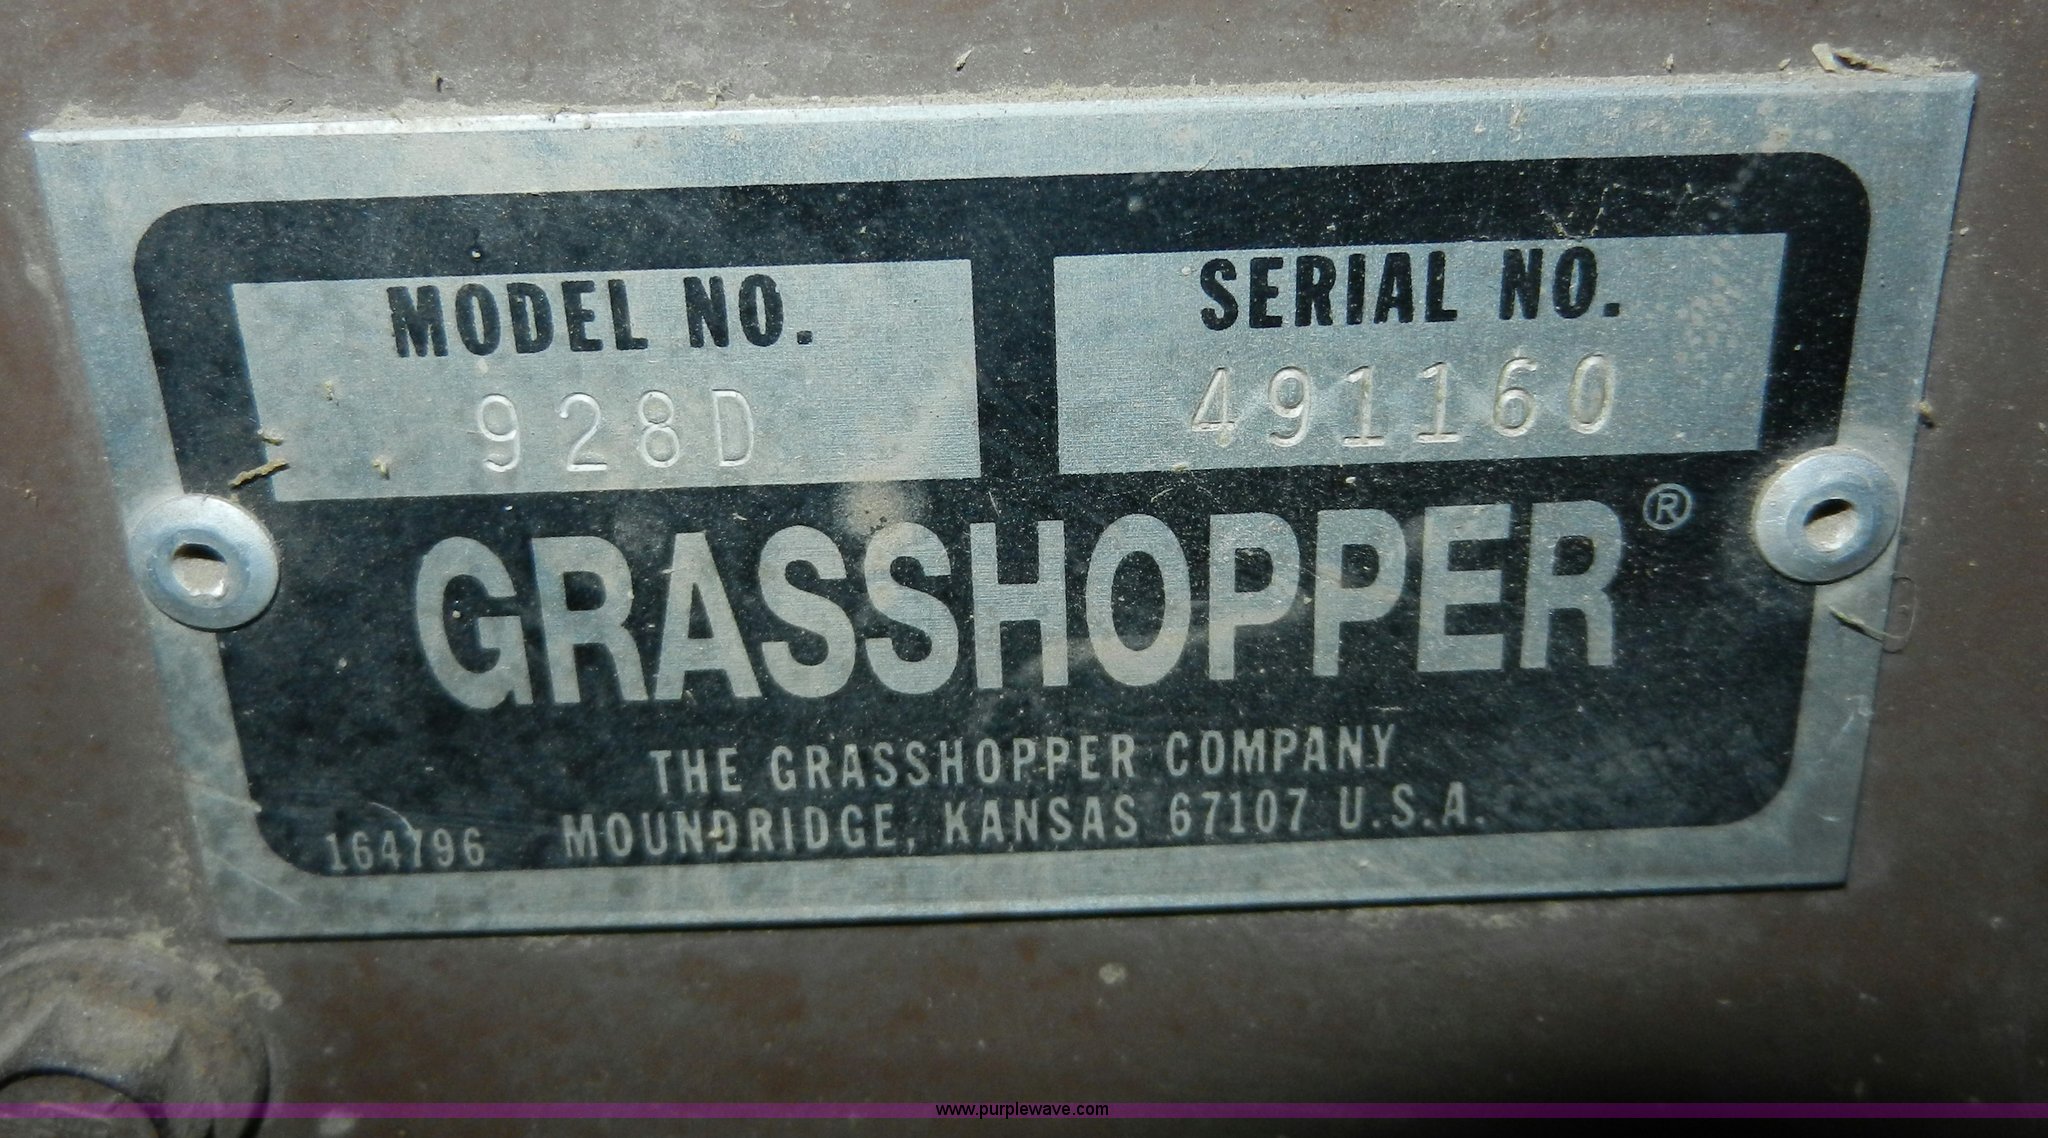 MODEL NO.
928D
SERIAL NO.
491160
GRASSHOPPER®
THE GRASSHOPPER COMPANY
164796 MOUNDRIDGE, KANSAS 67107 U.S.A.
www.purplewave.com